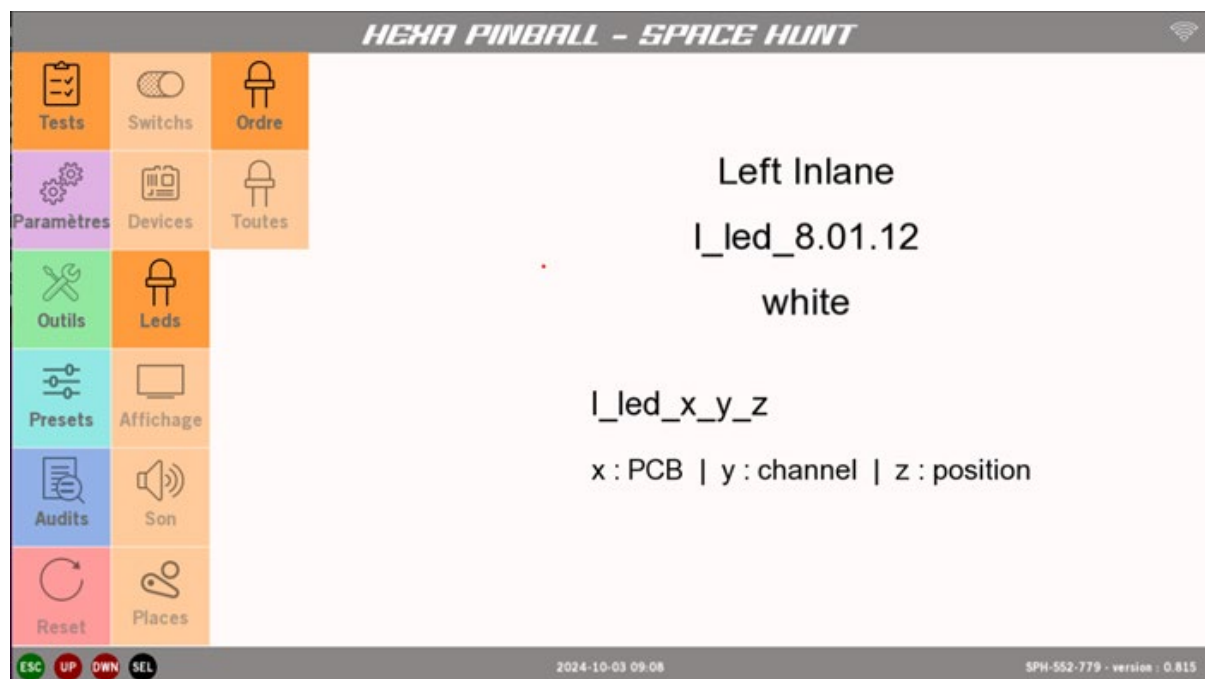 HEXA PINBALL - SPACE HUNT
Tests
Switchs
Ordre
Paramètres
Devices
Toutes
Outils
Leds
Presets
Affichage
Audits
Son
Reset
Places
Left Inlane
l_led_8.01.12
white
l_led_x_y_z
x : PCB | y : channel | z : position
ESC UP DWN SEL
2024-10-03 09:08
SPH-552-779 - version : 0.815